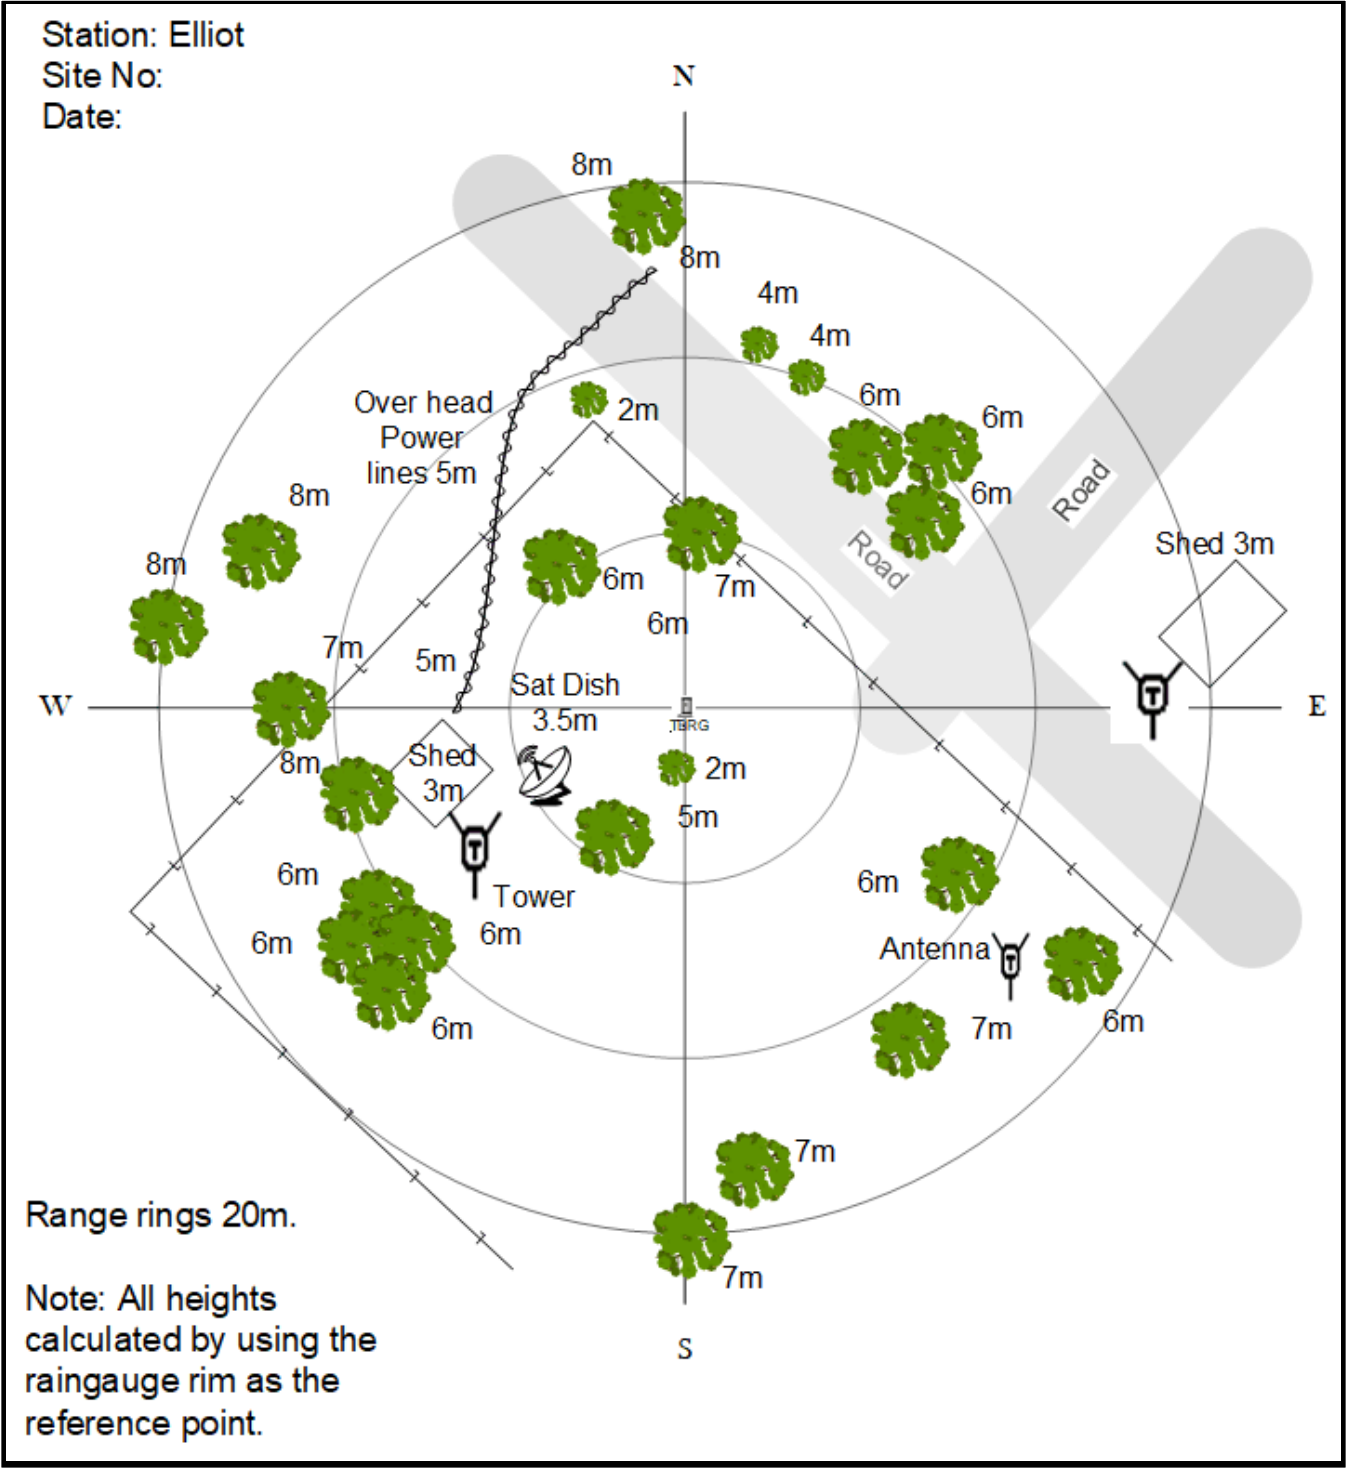 Station: Elliot
Site No:
Date:
N
8m
8m
4m
4m
6m
6m
6m
Over head
Power
lines 5m
2m
8m
Road
Road
Shed 3m
8m
6m
7m
6m
7m
5m
Sat Dish
3.5m
W
E
T
TBRG
8m
Shed
3m
2m
5m
T
6m
Tower
6m
6m
6m
6m
Antenna
T
7m
6m
7m
7m
S
Range rings 20m.
Note: All heights
calculated by using the
raingauge rim as the
reference point.